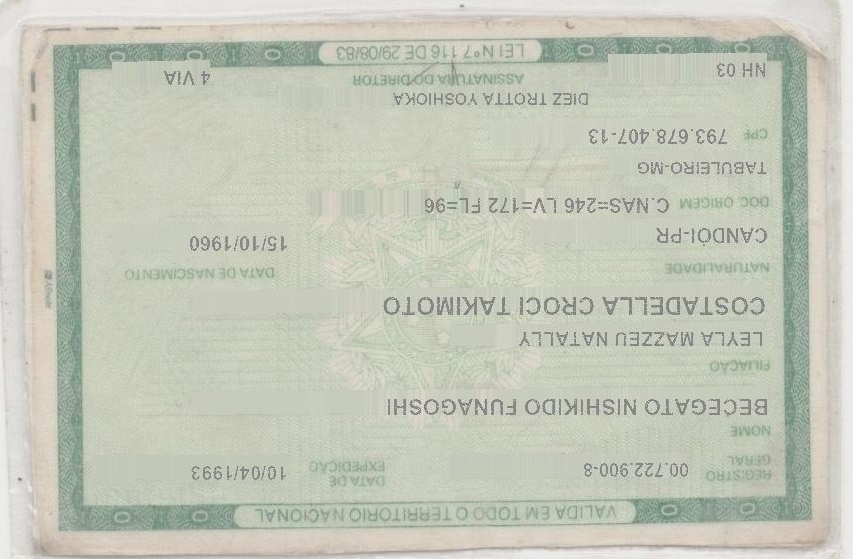 VALIDA EM TODO O TERRITORIO NACIONAL
REGISTRO GERAL 00.722.900-8 DATA DE EXPEDIÇÃO 10/04/1993
NOME
BECEGATO NISHIKIDO FUNAGOSHI
FILIAÇÃO
LEYLA MAZZEU NATALLY
COSTADELLA CROCI TAKIMOTO
NATURALIDADE DATA DE NASCIMENTO
CANDÓI-PR 15/10/1960
DOC ORIGEM C.NAS=246 LV=172 FL=96
TABULEIRO-MG
CPF 793.678.407-13
DIEZ TROTTA YOSHIOKA
NH 03 ASSINATURA DO DIRETOR 4 VIA
LEI Nº 7.116 DE 29/08/83